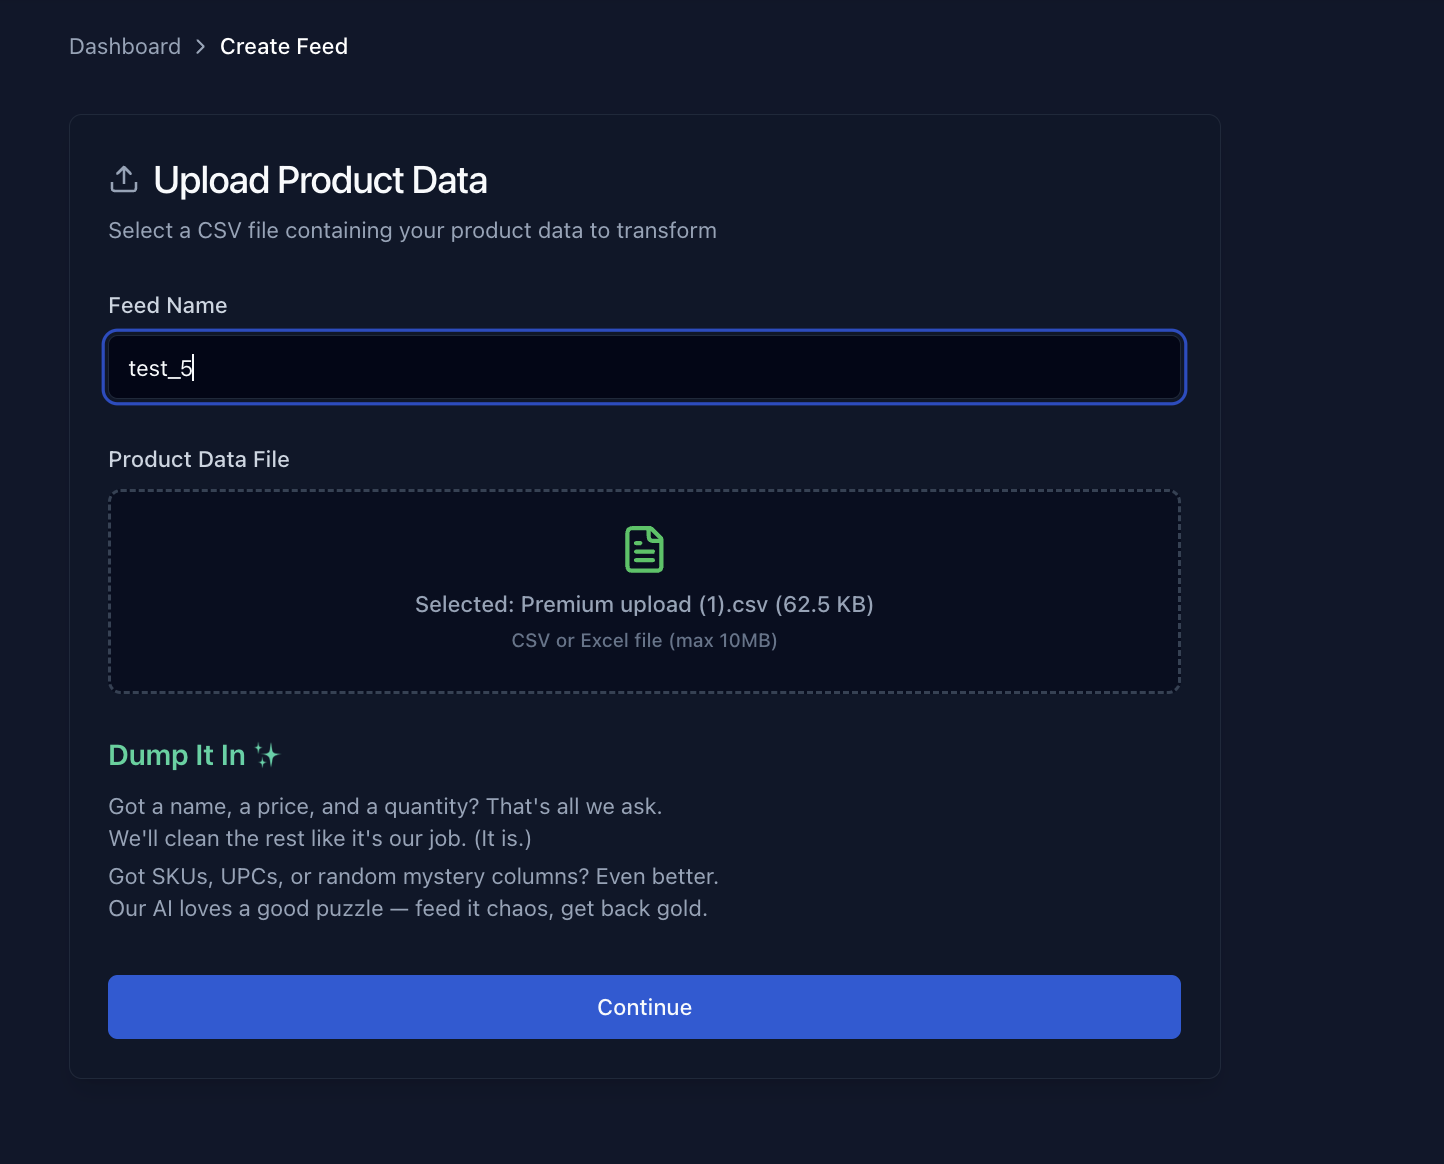 Dashboard > Create Feed
Upload Product Data
Select a CSV file containing your product data to transform
Feed Name
test_5
Product Data File
Selected: Premium upload (1).csv (62.5 KB)
CSV or Excel file (max 10MB)
Dump It In ✨
Got a name, a price, and a quantity? That's all we ask.
We'll clean the rest like it's our job. (It is.)
Got SKUs, UPCs, or random mystery columns? Even better.
Our AI loves a good puzzle — feed it chaos, get back gold.
Continue